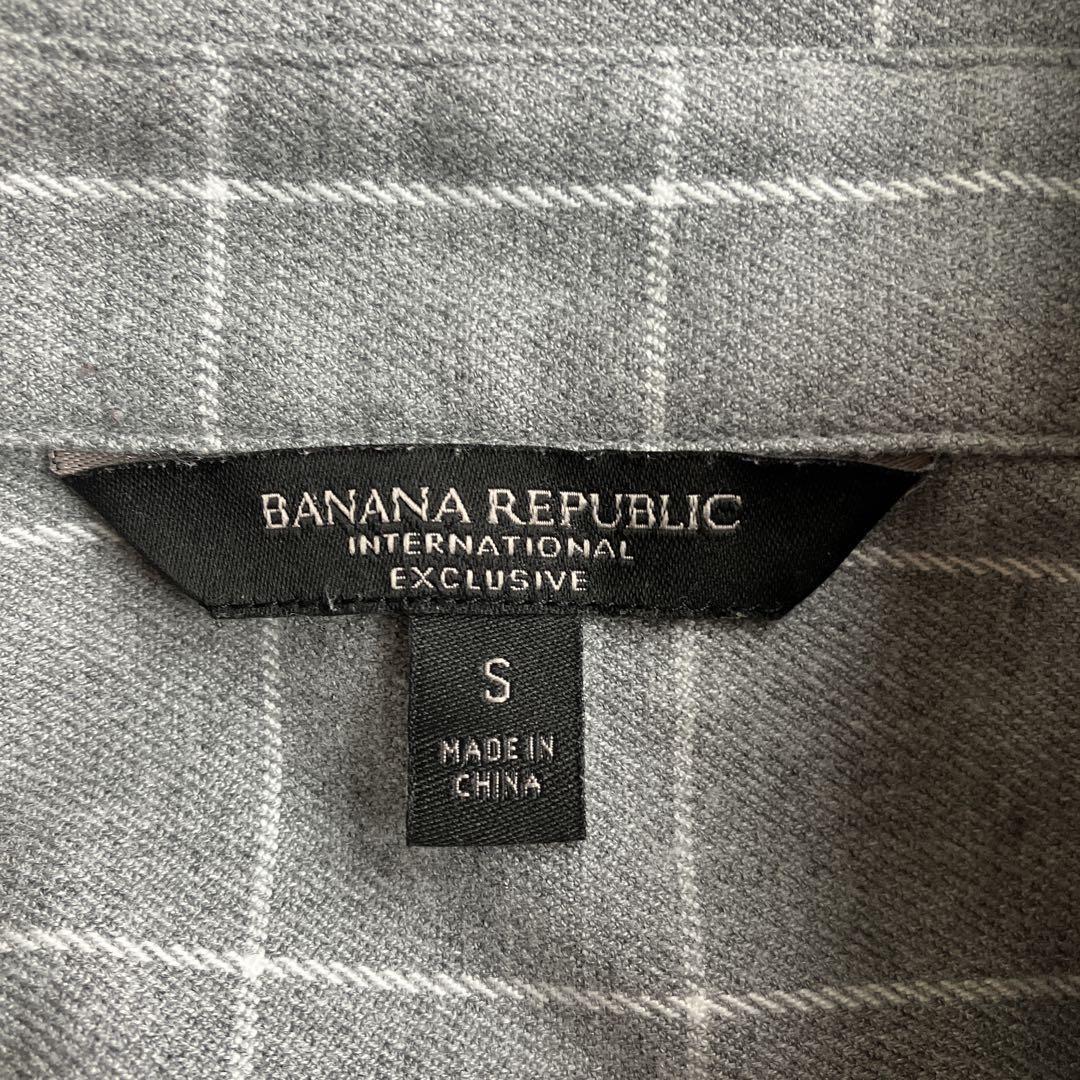 BANANA REPUBLIC
INTERNATIONAL
EXCLUSIVE
S
MADE IN
CHINA